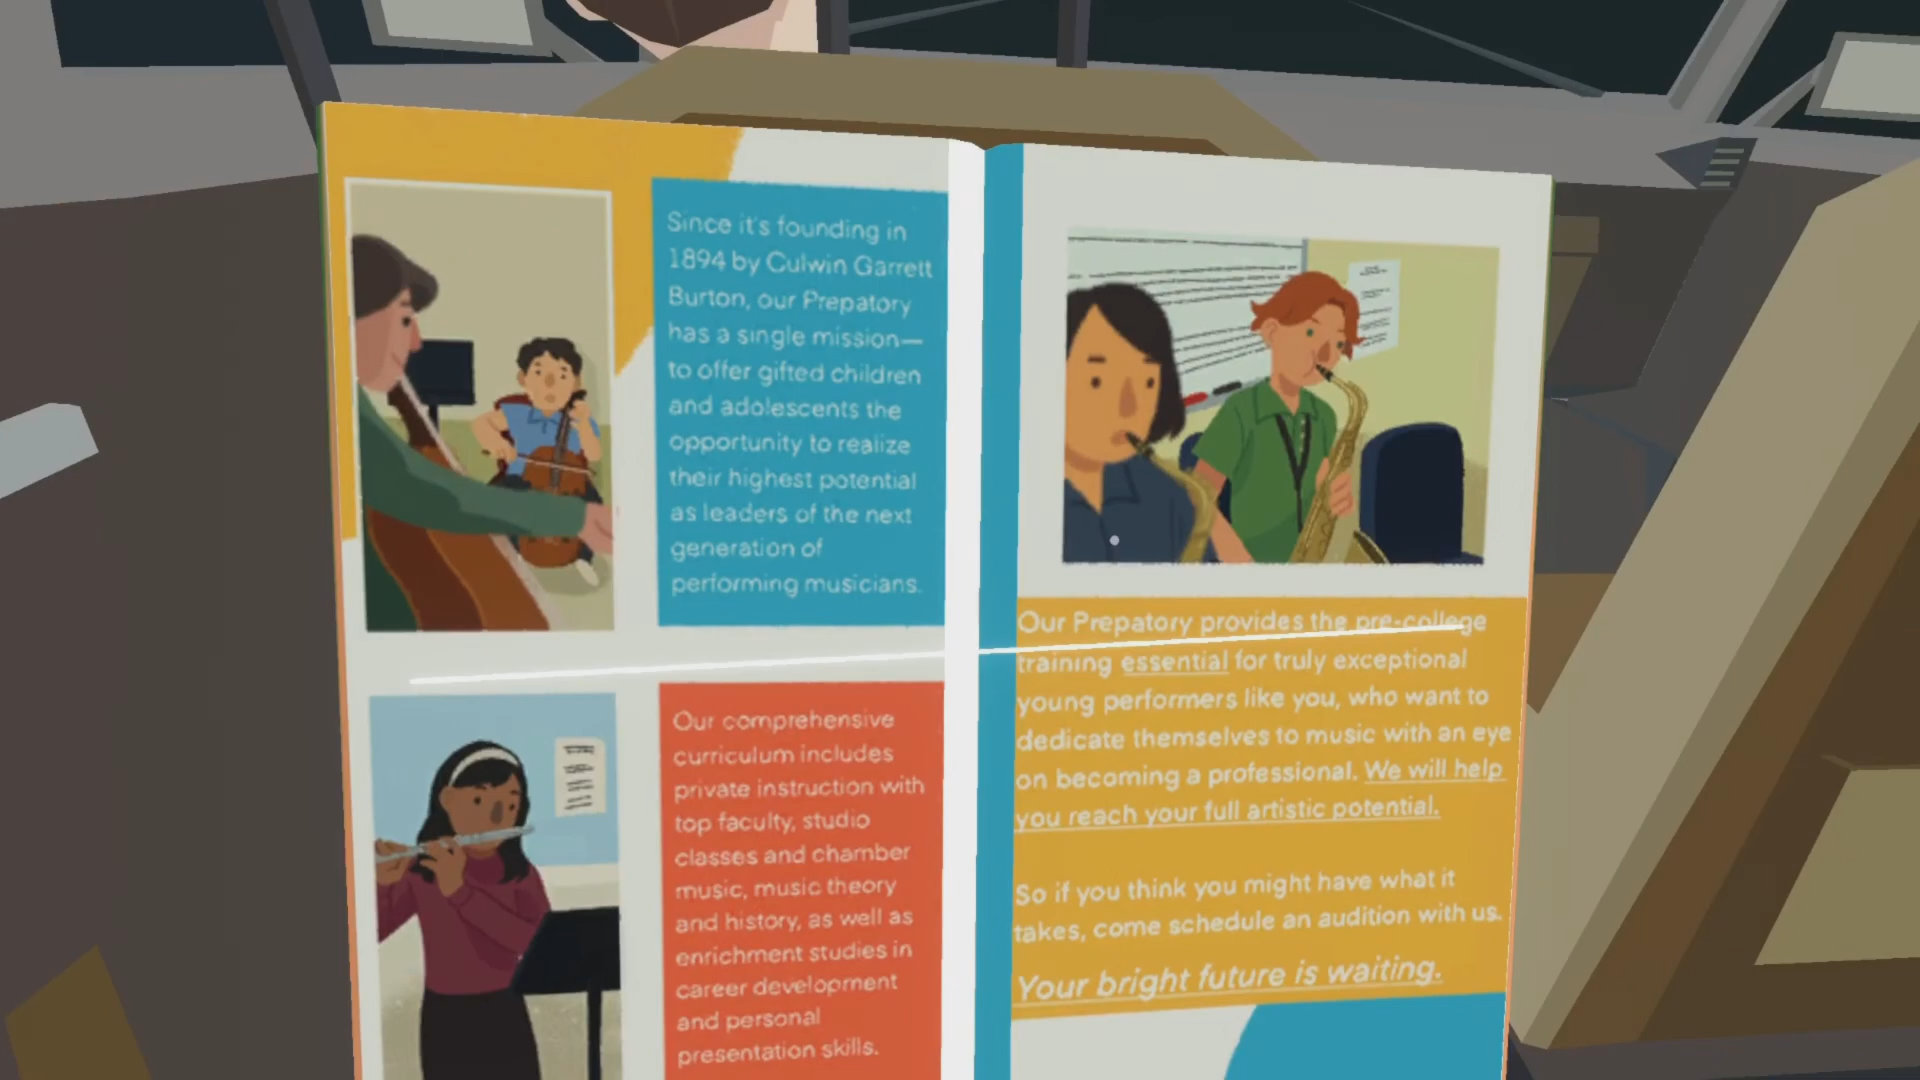 Since it's founding in
1894 by Culwin Garrett
Burton, our Prepatory
has a single mission—
to offer gifted children
and adolescents the
opportunity to realize
their highest potential
as leaders of the next
generation of
performing musicians.
Our comprehensive
curriculum includes
private instruction with
top faculty, studio
classes and chamber
music, music theory
and history, as well as
enrichment studies in
career development
and personal
presentation skills.
Our Prepatory provides the pre-college
training essential for truly exceptional
young performers like you, who want to
dedicate themselves to music with an eye
on becoming a professional. We will help
you reach your full artistic potential.
So if you think you might have what it
takes, come schedule an audition with us.
Your bright future is waiting.